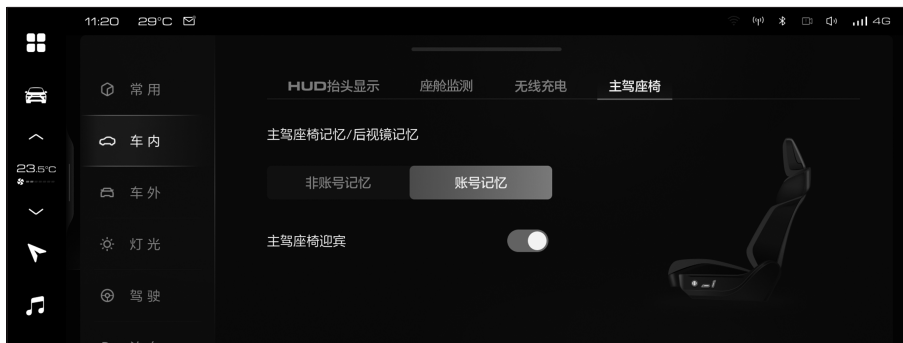 11:20 29°C 4G
HUD抬头显示 座舱监测 无线充电 主驾座椅
常用
车内
车外
灯光
驾驶
23.5°C
主驾座椅记忆/后视镜记忆
非账号记忆 账号记忆
主驾座椅迎宾